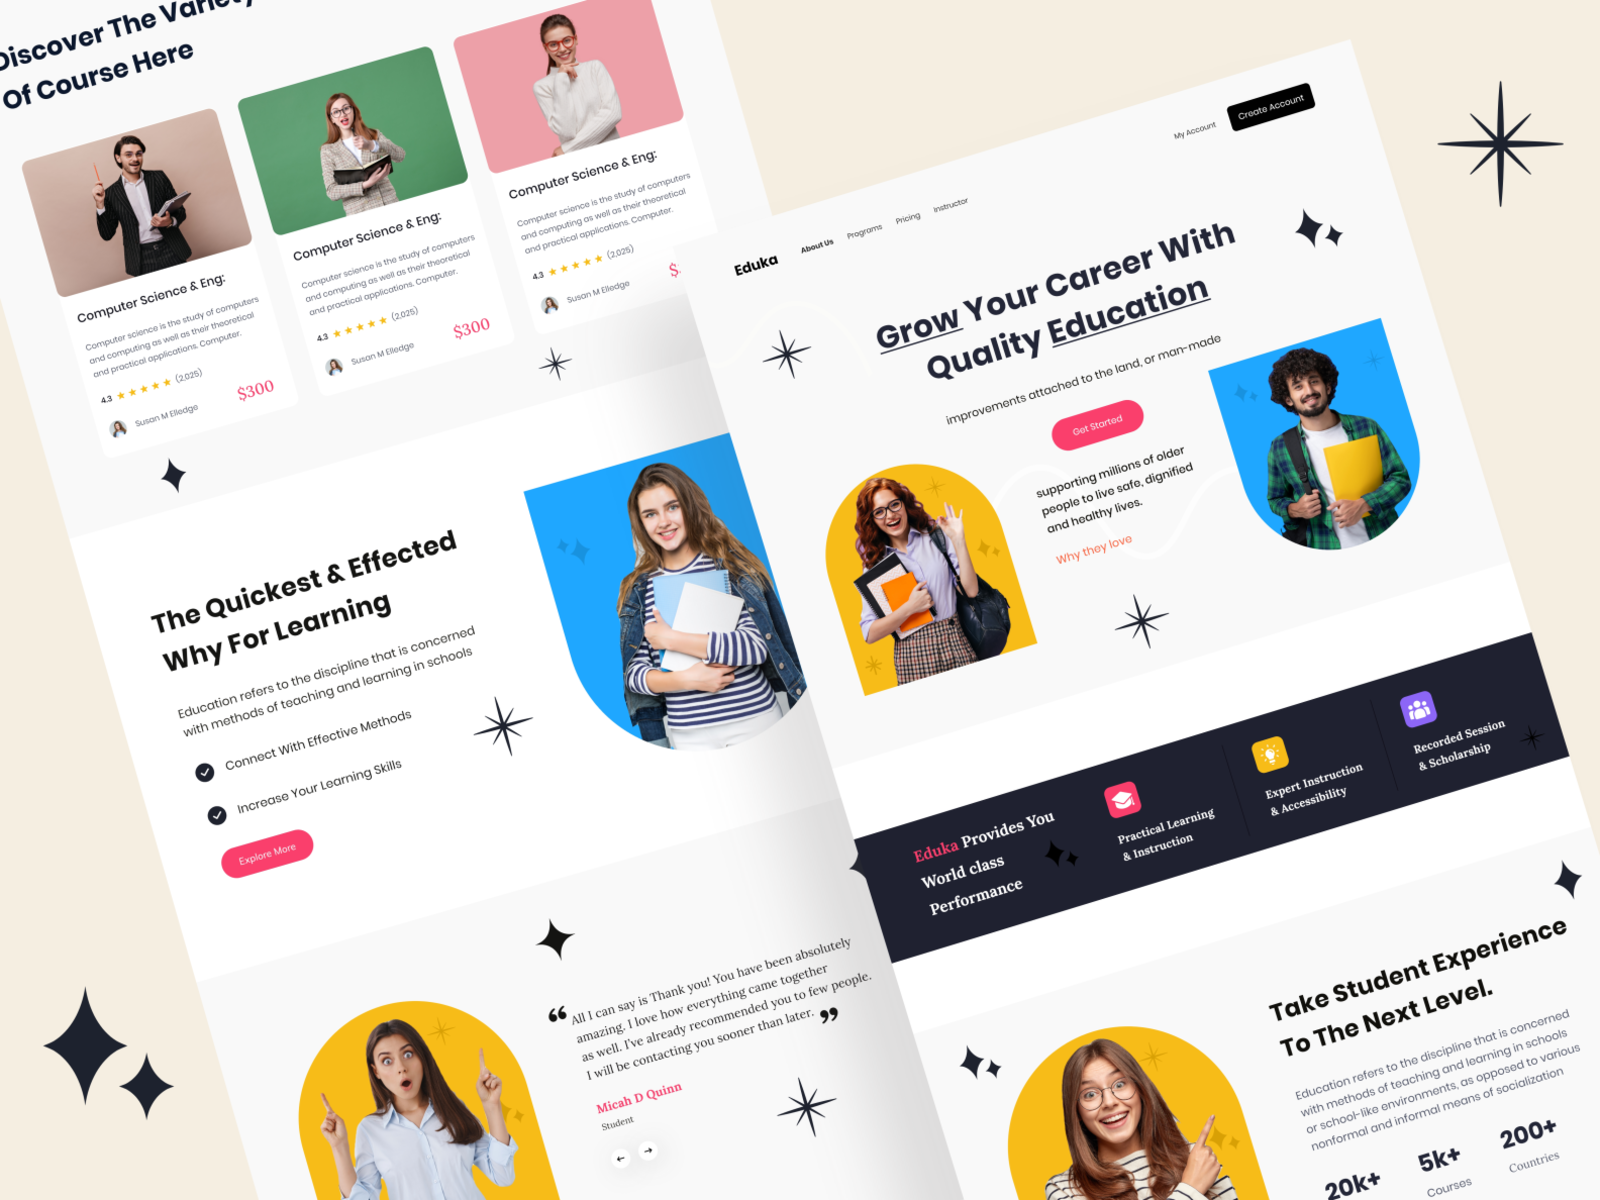 Discover The Variety
Of Course Here
Computer Science & Eng:
Computer science is the study of computers
and computing as well as their theoretical
and practical applications. Computer.
4.3 (2,025)
Susan M Elledge
$300
Computer Science & Eng:
Computer science is the study of computers
and computing as well as their theoretical
and practical applications. Computer.
4.3 (2,025)
Susan M Elledge
$300
Computer Science & Eng:
Computer science is the study of computers
and computing as well as their theoretical
and practical applications. Computer.
4.3 (2,025)
Susan M Elledge
$
The Quickest & Effected
Why For Learning
Education refers to the discipline that is concerned
with methods of teaching and learning in schools
Connect With Effective Methods
Increase Your Learning Skills
Explore More
“ All I can say is Thank you! You have been absolutely
amazing. I love how everything came together
as well. I've already recommended you to few people.
I will be contacting you sooner than later. ”
Micah D Quinn
Student
My Account
Create Account
Eduka
About Us
Programs
Pricing
Instructor
Grow Your Career With
Quality Education
improvements attached to the land, or man-made
Get Started
supporting millions of older
people to live safe, dignified
and healthy lives.
Why they love
Eduka Provides You
World class
Performance
Practical Learning
& Instruction
Expert Instruction
& Accessibility
Recorded Session
& Scholarship
Take Student Experience
To The Next Level.
Education refers to the discipline that is concerned
with methods of teaching and learning in schools
or school-like environments, as opposed to various
nonformal and informal means of socialization
20k+
5k+
Courses
200+
Countries